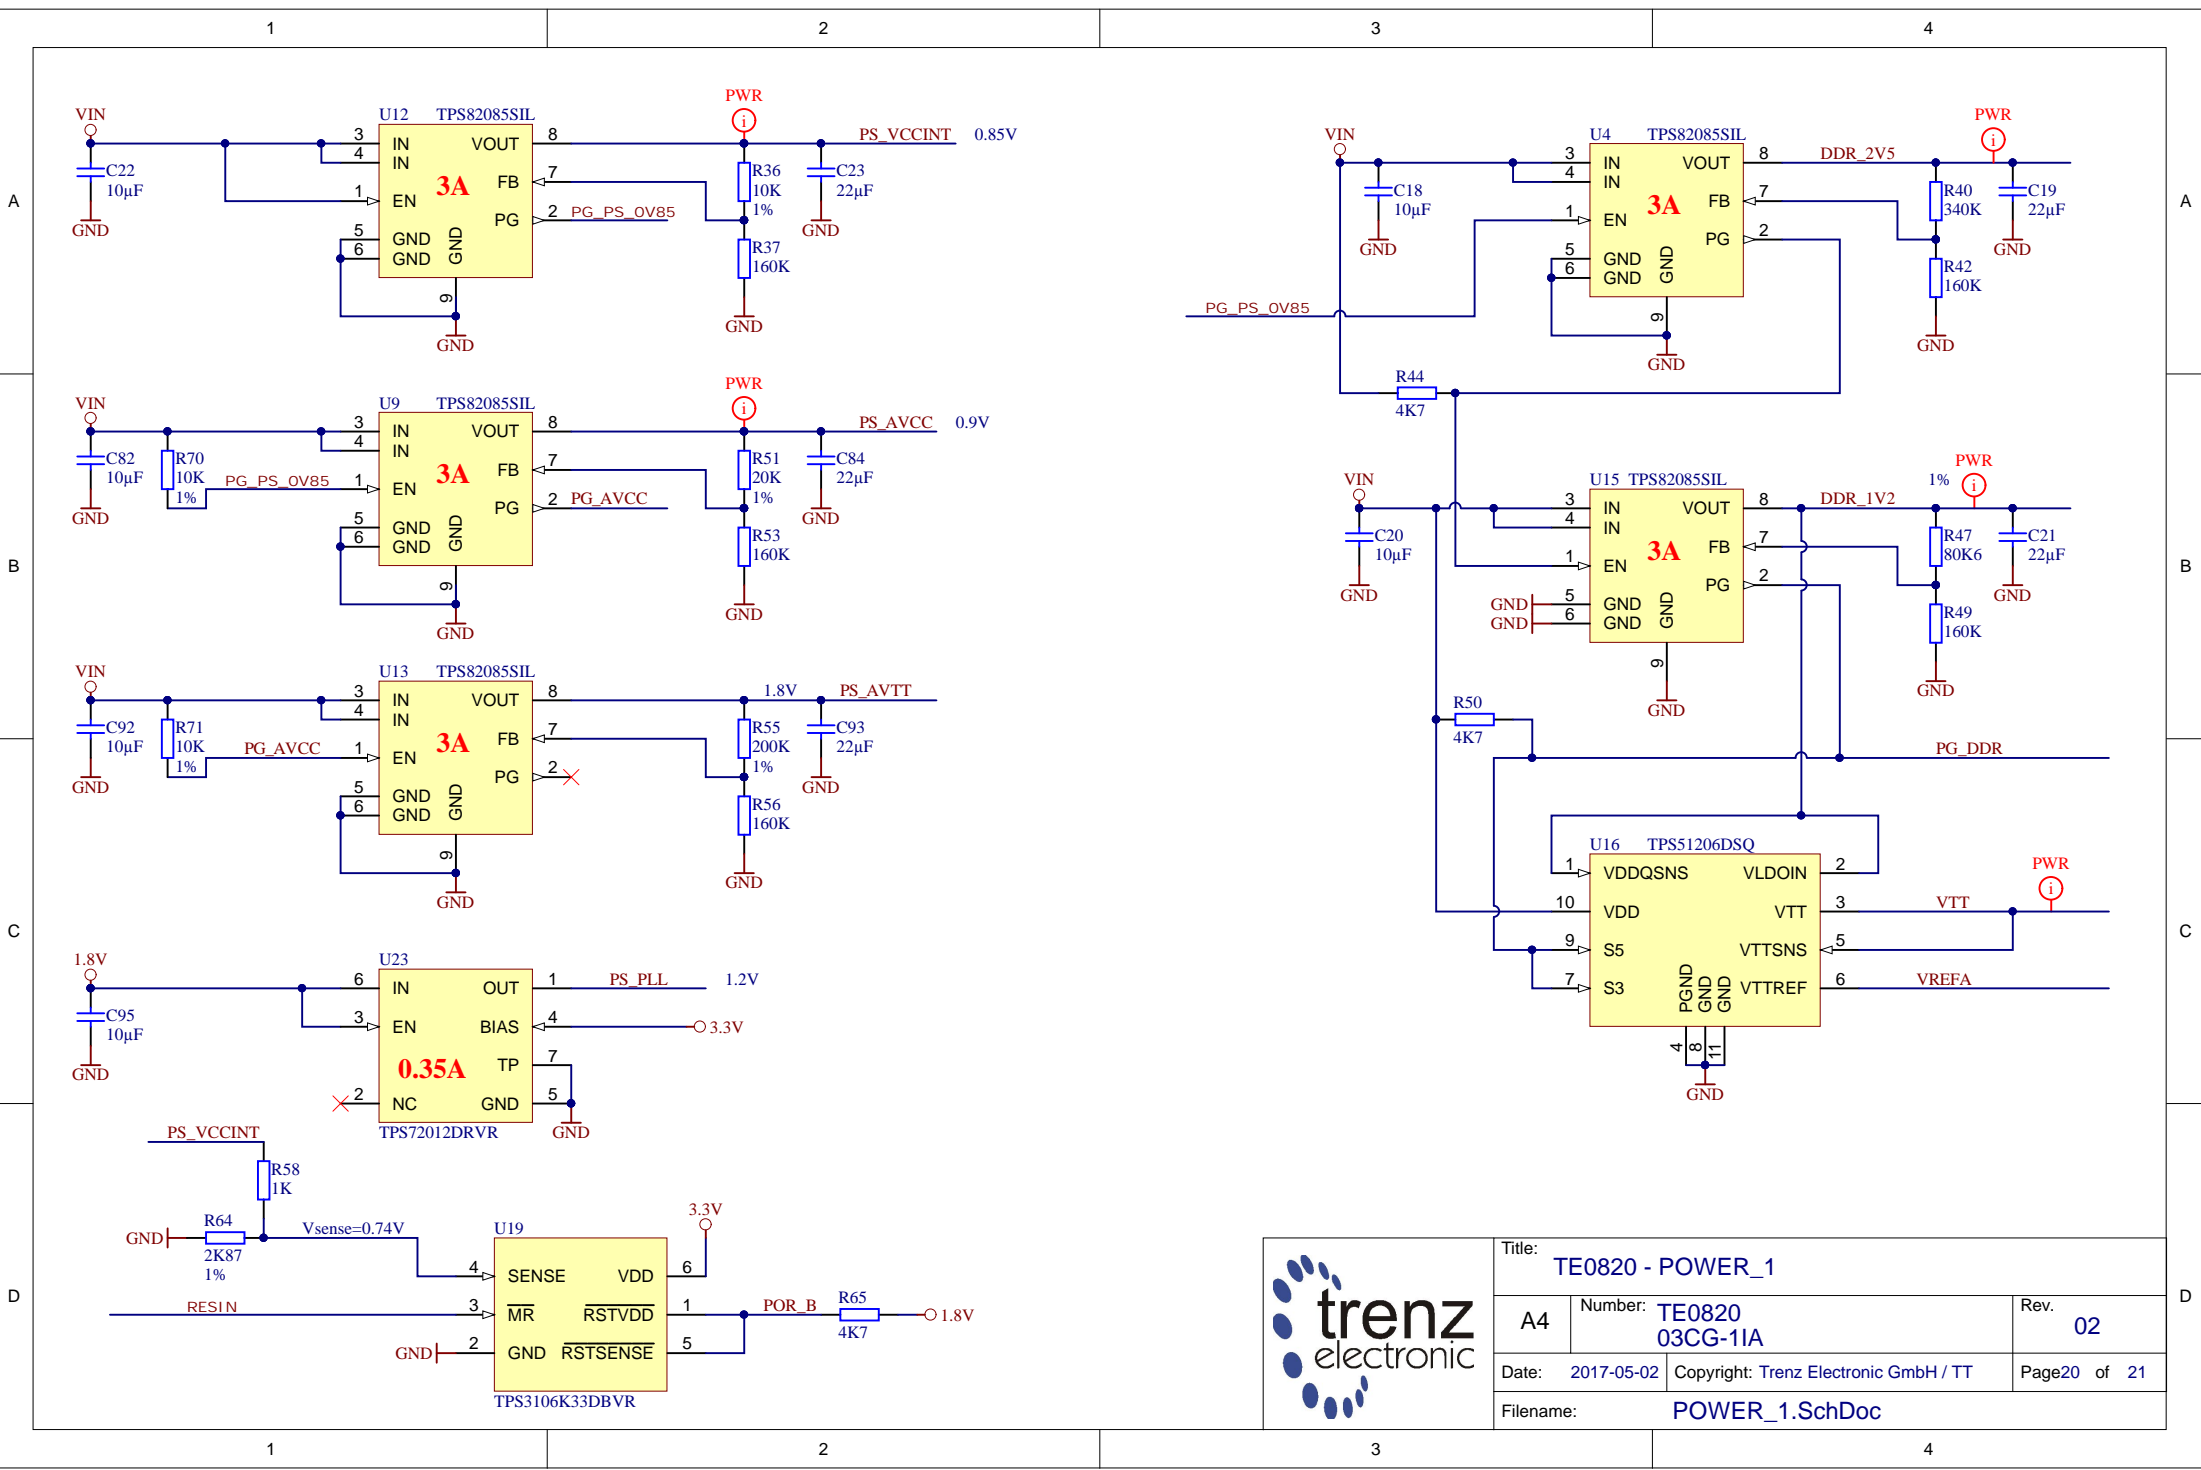 1 2 3 4
A
B
C
D
VIN
C22
10µF
GND
U12 TPS82085SIL
3 IN VOUT 8
4 IN
FB 7
1 EN
3A
PG 2 PG_PS_0V85
5 GND
6 GND
GND
9
GND
PWR
i
PS_VCCINT 0.85V
R36
10K
1%
C23
22µF
GND
R37
160K
GND
VIN
C82
10µF
GND
R70
10K
1%
PG_PS_0V85
U9 TPS82085SIL
3 IN VOUT 8
4 IN
FB 7
1 EN
3A
PG 2 PG_AVCC
5 GND
6 GND
GND
9
GND
PWR
i
PS_AVCC 0.9V
R51
20K
1%
C84
22µF
GND
R53
160K
GND
VIN
C92
10µF
GND
R71
10K
1%
PG_AVCC
U13 TPS82085SIL
3 IN VOUT 8
4 IN
FB 7
1 EN
3A
PG 2
5 GND
6 GND
GND
9
GND
1.8V PS_AVTT
R55
200K
1%
C93
22µF
GND
R56
160K
GND
1.8V
C95
10µF
GND
U23
6 IN OUT 1 PS_PLL 1.2V
3 EN BIAS 4 3.3V
0.35A
TP 7
2 NC GND 5
TPS72012DRVR
GND
PS_VCCINT
R58
1K
GND
R64
2K87
1%
Vsense=0.74V
U19
3.3V
4 SENSE VDD 6
RESIN 3 MR RSTVDD 1 POR_B
R65
4K7
1.8V
GND 2 GND RSTSENSE 5
TPS3106K33DBVR
VIN
C18
10µF
GND
U4 TPS82085SIL
3 IN VOUT 8 DDR_2V5
4 IN
FB 7
1 EN
3A
PG 2
5 GND
6 GND
GND
9
GND
PG_PS_0V85
PWR
i
R40
340K
C19
22µF
GND
R42
160K
GND
R44
4K7
VIN
C20
10µF
GND
U15 TPS82085SIL
3 IN VOUT 8 DDR_1V2
4 IN
FB 7
1 EN
3A
PG 2
GND 5 GND
GND 6 GND
GND
9
GND
1%
PWR
i
R47
80K6
C21
22µF
GND
R49
160K
GND
R50
4K7
PG_DDR
U16 TPS51206DSQ
1 VDDQSNS VLDOIN 2
10 VDD VTT 3 VTT
PWR
i
9 S5 VTTSNS 5
7 S3 VTTREF 6 VREFA
PGND
GND
GND
4
8
11
GND
trenz
electronic
Title:
TE0820 - POWER_1
A4
Number: TE0820
03CG-1IA
Rev.
02
Date: 2017-05-02 Copyright: Trenz Electronic GmbH / TT Page20 of 21
Filename: POWER_1.SchDoc
A
B
C
D
1 2 3 4